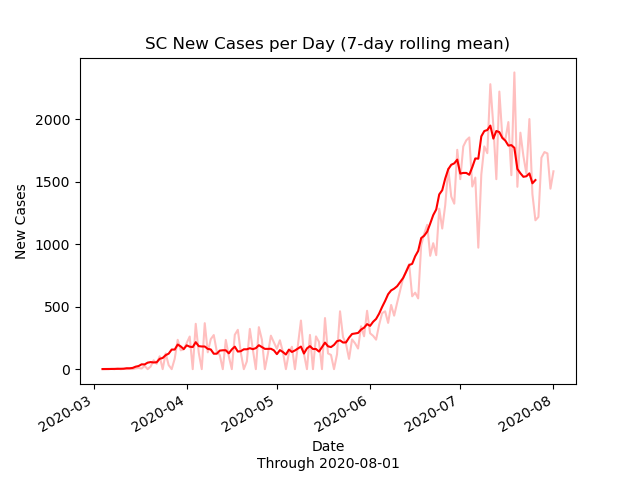 SC New Cases per Day (7-day rolling mean)
New Cases
2000
1500
1000
500
0
2020-03
2020-04
2020-05
2020-06
2020-07
2020-08
Date
Through 2020-08-01